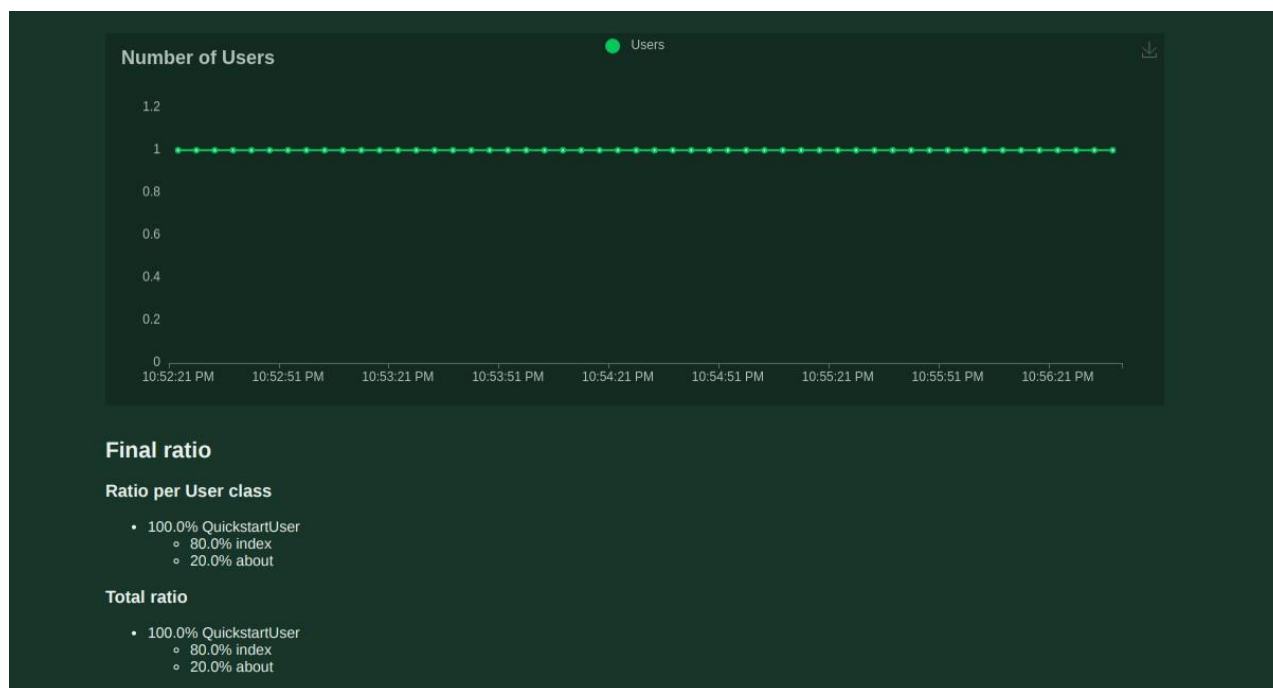 Number of Users
Users
1.2
1
0.8
0.6
0.4
0.2
0
10:52:21 PM 10:52:51 PM 10:53:21 PM 10:53:51 PM 10:54:21 PM 10:54:51 PM 10:55:21 PM 10:55:51 PM 10:56:21 PM
Final ratio
Ratio per User class
• 100.0% QuickstartUser
◦ 80.0% index
◦ 20.0% about
Total ratio
• 100.0% QuickstartUser
◦ 80.0% index
◦ 20.0% about